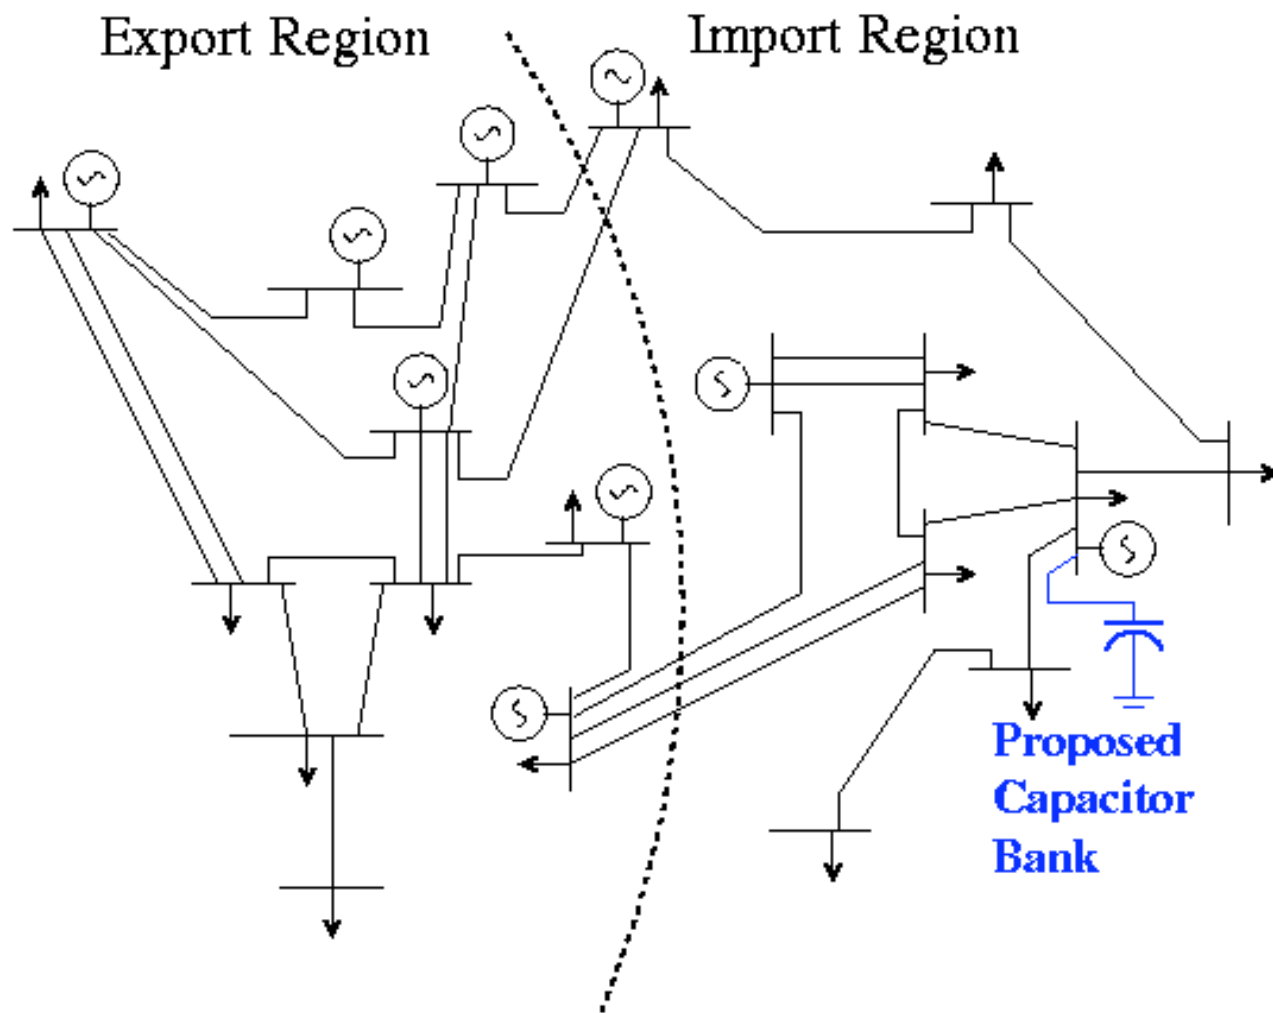 Export Region
Import Region
Proposed
Capacitor
Bank